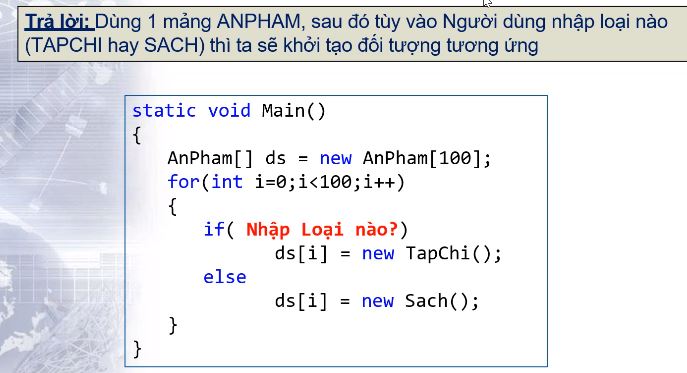 Trả lời: Dùng 1 mảng ANPHAM, sau đó tùy vào Người dùng nhập loại nào
(TAPCHI hay SACH) thì ta sẽ khởi tạo đối tượng tương ứng
static void Main()
{
AnPham[] ds = new AnPham[100];
for(int i=0;i<100;i++)
{
if( Nhập Loại nào?)
ds[i] = new TapChi();
else
ds[i] = new Sach();
}
}